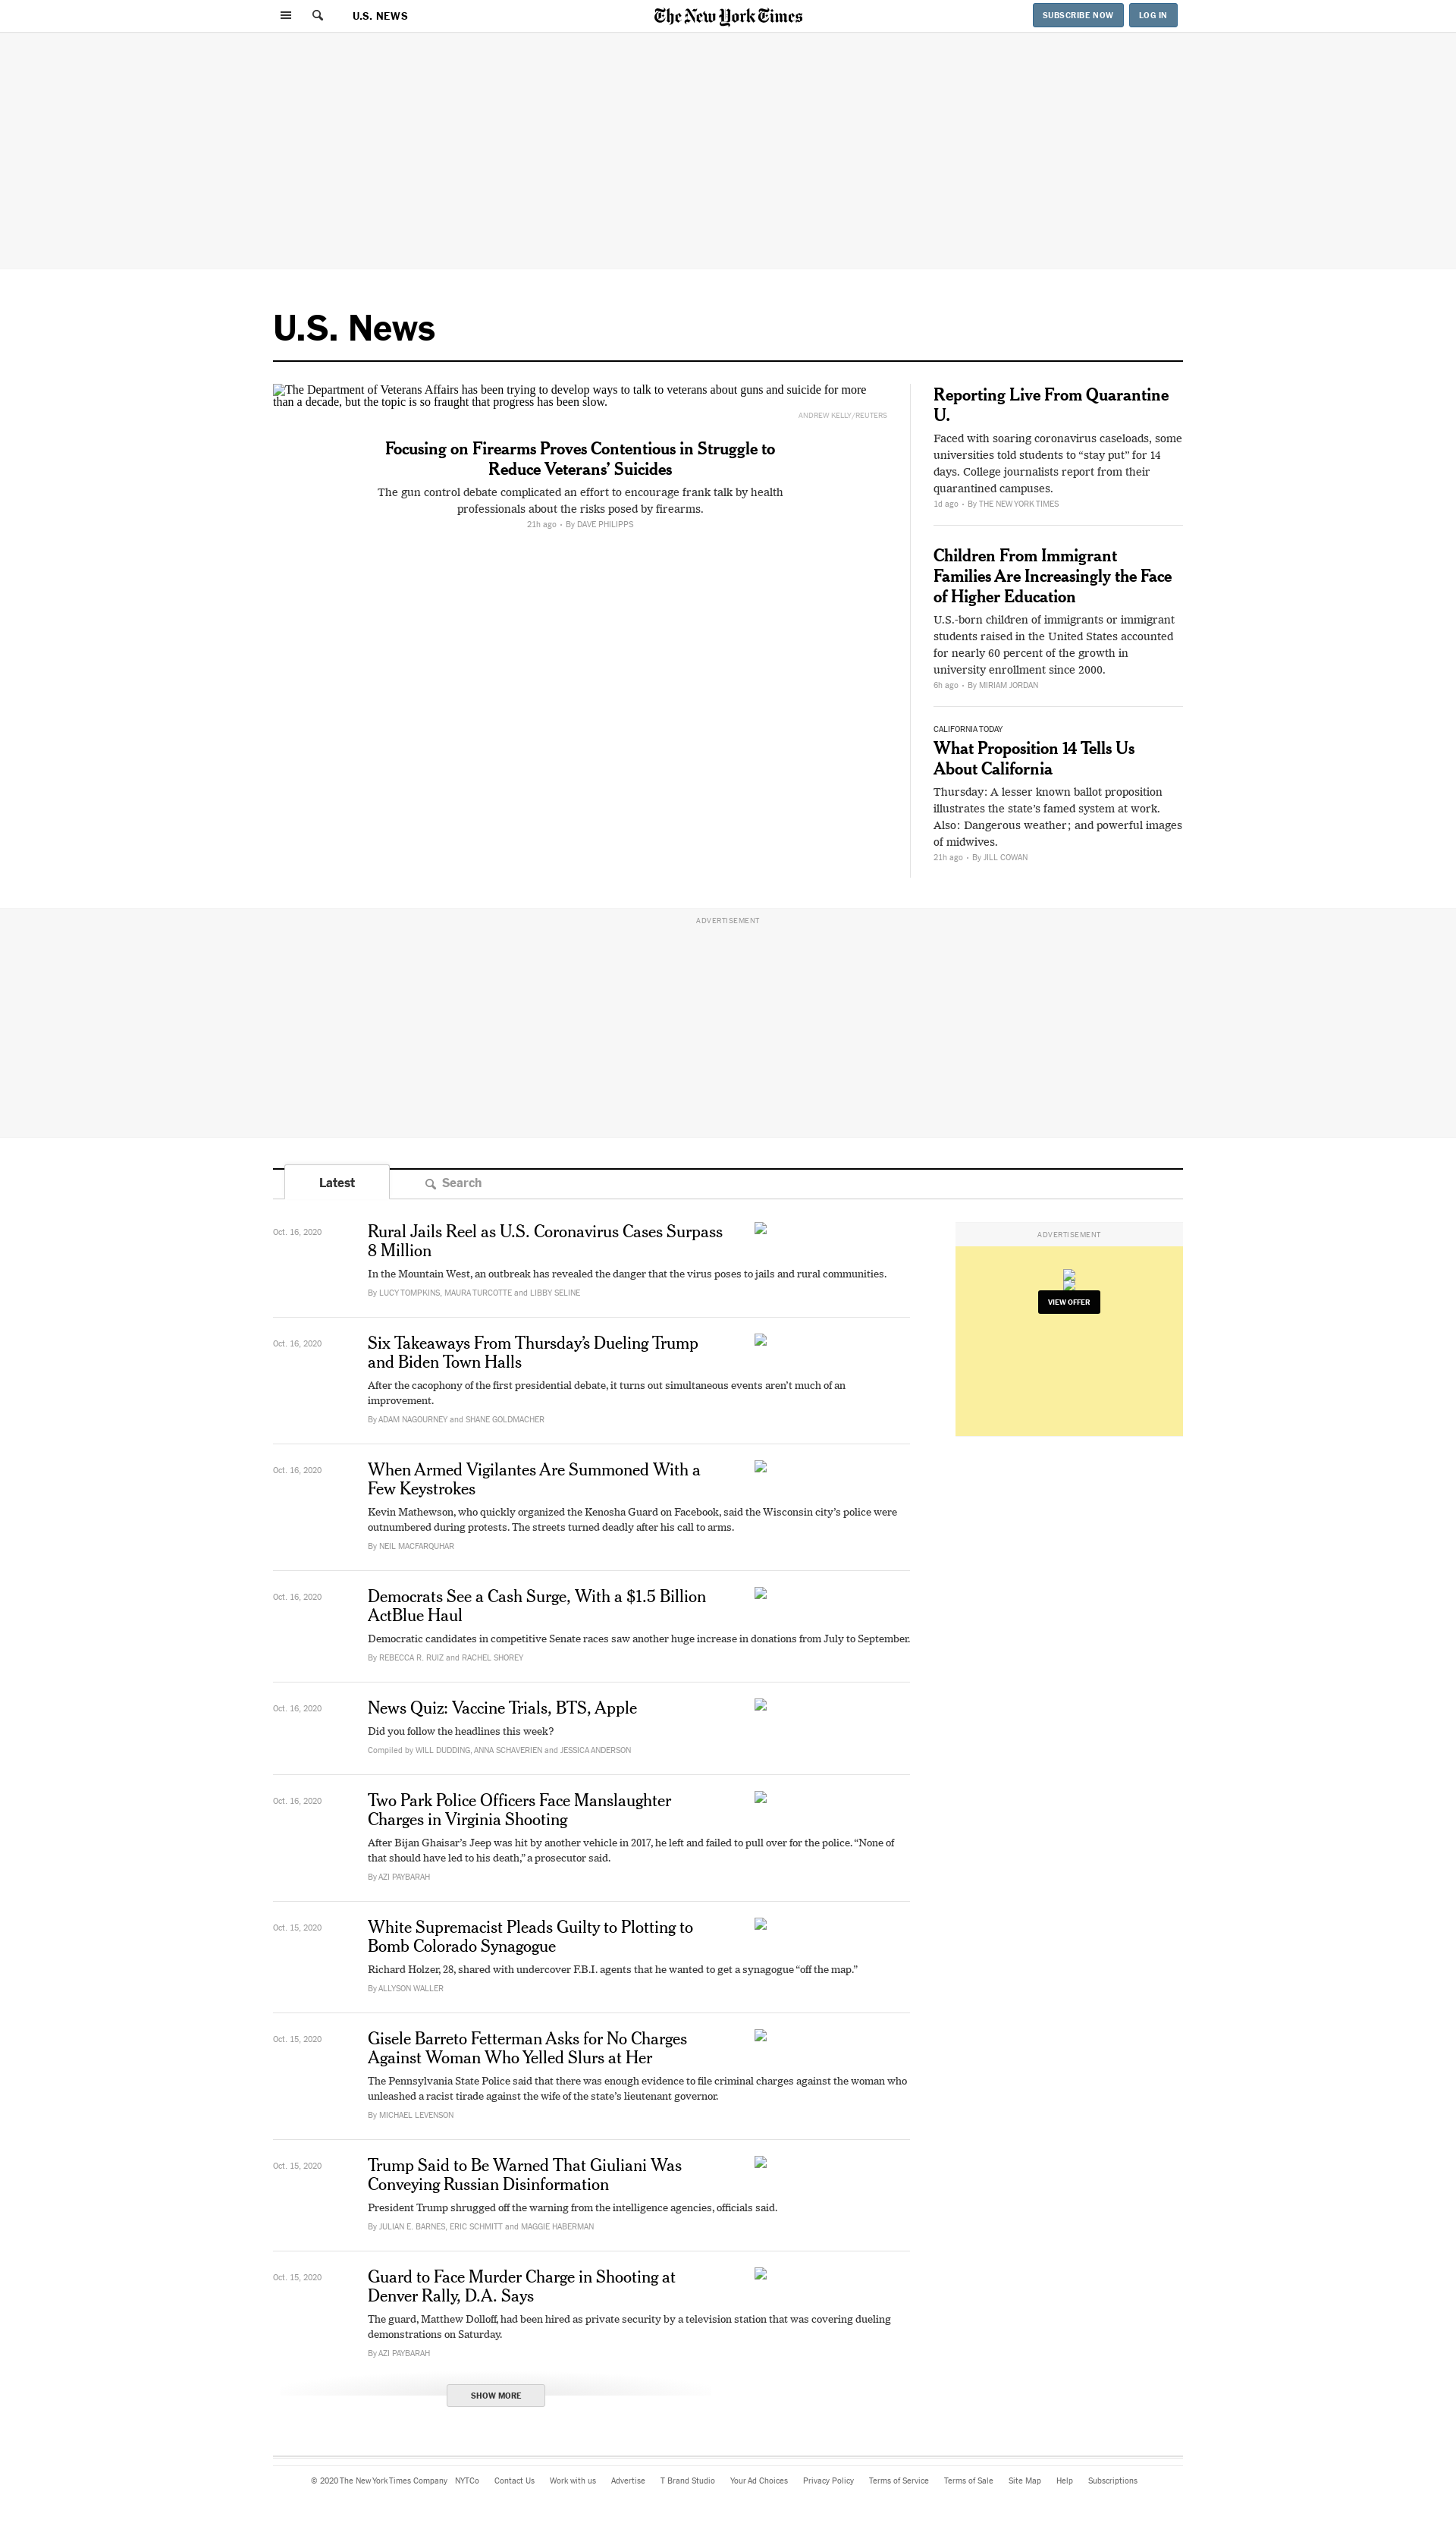 U.S. NEWS
The New York Times
SUBSCRIBE NOW
LOG IN
U.S. News
The Department of Veterans Affairs has been trying to develop ways to talk to veterans about guns and suicide for more
than a decade, but the topic is so fraught that progress has been slow.
ANDREW KELLY/REUTERS
Focusing on Firearms Proves Contentious in Struggle to
Reduce Veterans’ Suicides
The gun control debate complicated an effort to encourage frank talk by health
professionals about the risks posed by firearms.
21h ago • By DAVE PHILIPPS
Reporting Live From Quarantine
U.
Faced with soaring coronavirus caseloads, some
universities told students to “stay put” for 14
days. College journalists report from their
quarantined campuses.
1d ago • By THE NEW YORK TIMES
Children From Immigrant
Families Are Increasingly the Face
of Higher Education
U.S.-born children of immigrants or immigrant
students raised in the United States accounted
for nearly 60 percent of the growth in
university enrollment since 2000.
6h ago • By MIRIAM JORDAN
CALIFORNIA TODAY
What Proposition 14 Tells Us
About California
Thursday: A lesser known ballot proposition
illustrates the state’s famed system at work.
Also: Dangerous weather; and powerful images
of midwives.
21h ago • By JILL COWAN
ADVERTISEMENT
Latest
Search
Oct. 16, 2020
Rural Jails Reel as U.S. Coronavirus Cases Surpass
8 Million
In the Mountain West, an outbreak has revealed the danger that the virus poses to jails and rural communities.
By LUCY TOMPKINS, MAURA TURCOTTE and LIBBY SELINE
ADVERTISEMENT
VIEW OFFER
Oct. 16, 2020
Six Takeaways From Thursday’s Dueling Trump
and Biden Town Halls
After the cacophony of the first presidential debate, it turns out simultaneous events aren’t much of an
improvement.
By ADAM NAGOURNEY and SHANE GOLDMACHER
Oct. 16, 2020
When Armed Vigilantes Are Summoned With a
Few Keystrokes
Kevin Mathewson, who quickly organized the Kenosha Guard on Facebook, said the Wisconsin city’s police were
outnumbered during protests. The streets turned deadly after his call to arms.
By NEIL MACFARQUHAR
Oct. 16, 2020
Democrats See a Cash Surge, With a $1.5 Billion
ActBlue Haul
Democratic candidates in competitive Senate races saw another huge increase in donations from July to September.
By REBECCA R. RUIZ and RACHEL SHOREY
Oct. 16, 2020
News Quiz: Vaccine Trials, BTS, Apple
Did you follow the headlines this week?
Compiled by WILL DUDDING, ANNA SCHAVERIEN and JESSICA ANDERSON
Oct. 16, 2020
Two Park Police Officers Face Manslaughter
Charges in Virginia Shooting
After Bijan Ghaisar’s Jeep was hit by another vehicle in 2017, he left and failed to pull over for the police. “None of
that should have led to his death,” a prosecutor said.
By AZI PAYBARAH
Oct. 15, 2020
White Supremacist Pleads Guilty to Plotting to
Bomb Colorado Synagogue
Richard Holzer, 28, shared with undercover F.B.I. agents that he wanted to get a synagogue “off the map.”
By ALLYSON WALLER
Oct. 15, 2020
Gisele Barreto Fetterman Asks for No Charges
Against Woman Who Yelled Slurs at Her
The Pennsylvania State Police said that there was enough evidence to file criminal charges against the woman who
unleashed a racist tirade against the wife of the state’s lieutenant governor.
By MICHAEL LEVENSON
Oct. 15, 2020
Trump Said to Be Warned That Giuliani Was
Conveying Russian Disinformation
President Trump shrugged off the warning from the intelligence agencies, officials said.
By JULIAN E. BARNES, ERIC SCHMITT and MAGGIE HABERMAN
Oct. 15, 2020
Guard to Face Murder Charge in Shooting at
Denver Rally, D.A. Says
The guard, Matthew Dolloff, had been hired as private security by a television station that was covering dueling
demonstrations on Saturday.
By AZI PAYBARAH
SHOW MORE
© 2020 The New York Times Company NYTCo Contact Us Work with us Advertise T Brand Studio Your Ad Choices Privacy Policy Terms of Service Terms of Sale Site Map Help Subscriptions